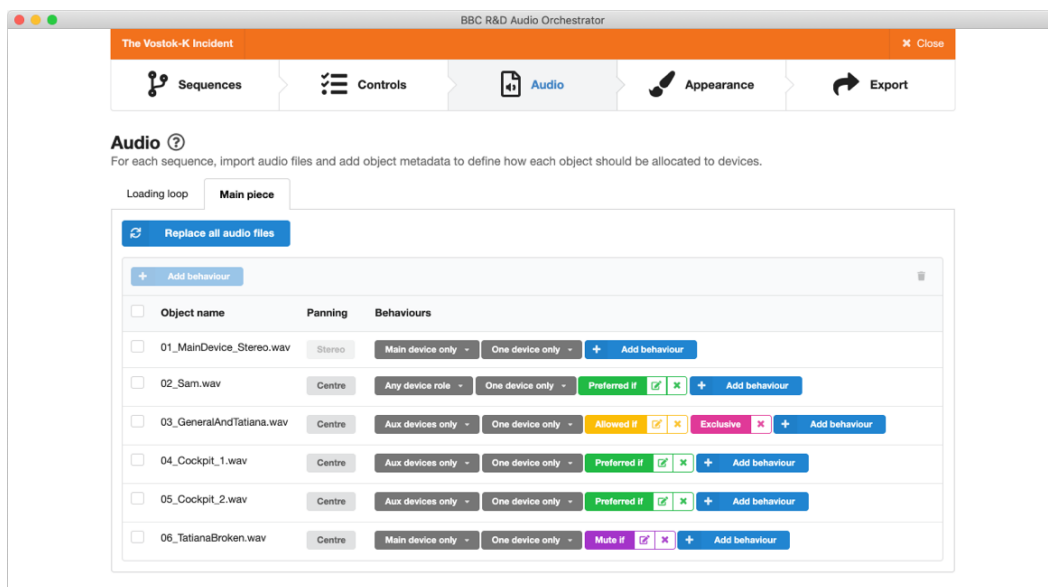 BBC R&D Audio Orchestrator
The Vostok-K Incident Close
Sequences Controls Audio Appearance Export
Audio ?
For each sequence, import audio files and add object metadata to define how each object should be allocated to devices.
Loading loop Main piece
Replace all audio files
+ Add behaviour
Object name Panning Behaviours
01_MainDevice_Stereo.wav Stereo Main device only One device only + Add behaviour
02_Sam.wav Centre Any device role One device only Preferred if + Add behaviour
03_GeneralAndTatiana.wav Centre Aux devices only One device only Allowed if Exclusive + Add behaviour
04_Cockpit_1.wav Centre Aux devices only One device only Preferred if + Add behaviour
05_Cockpit_2.wav Centre Aux devices only One device only Preferred if + Add behaviour
06_TatianaBroken.wav Centre Main device only One device only Mute if + Add behaviour